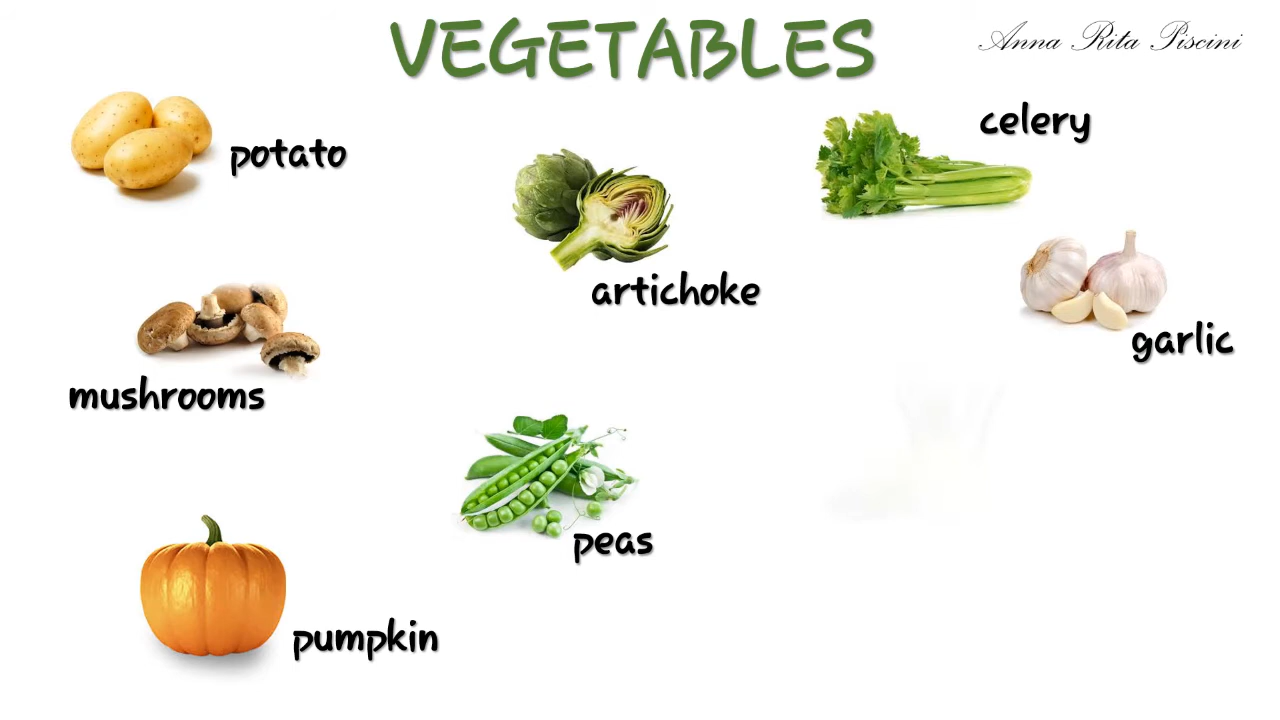 VEGETABLES
Anna Rita Piscini
potato
celery
artichoke
garlic
mushrooms
peas
pumpkin